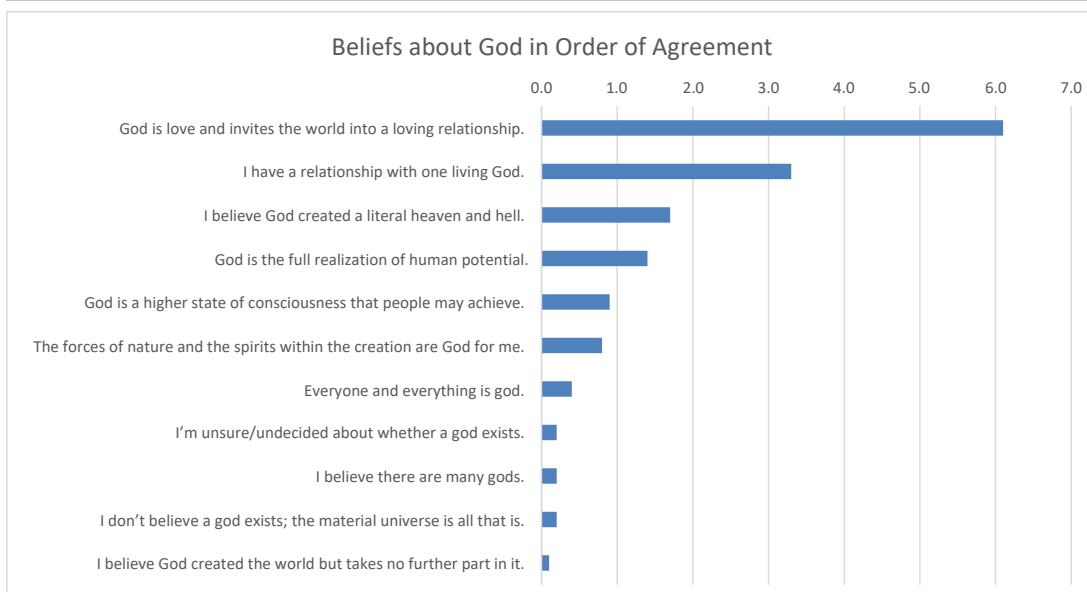 Beliefs about God in Order of Agreement
0.0 1.0 2.0 3.0 4.0 5.0 6.0 7.0
God is love and invites the world into a loving relationship.
I have a relationship with one living God.
I believe God created a literal heaven and hell.
God is the full realization of human potential.
God is a higher state of consciousness that people may achieve.
The forces of nature and the spirits within the creation are God for me.
Everyone and everything is god.
I’m unsure/undecided about whether a god exists.
I believe there are many gods.
I don’t believe a god exists; the material universe is all that is.
I believe God created the world but takes no further part in it.